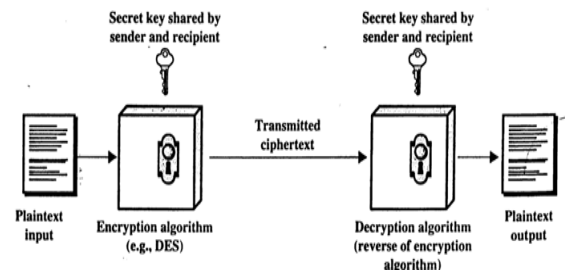 Secret key shared by
sender and recipient
Secret key shared by
sender and recipient
Transmitted
ciphertext
Plaintext
input
Encryption algorithm
(e.g., DES)
Decryption algorithm
(reverse of encryption
algorithm)
Plaintext
output